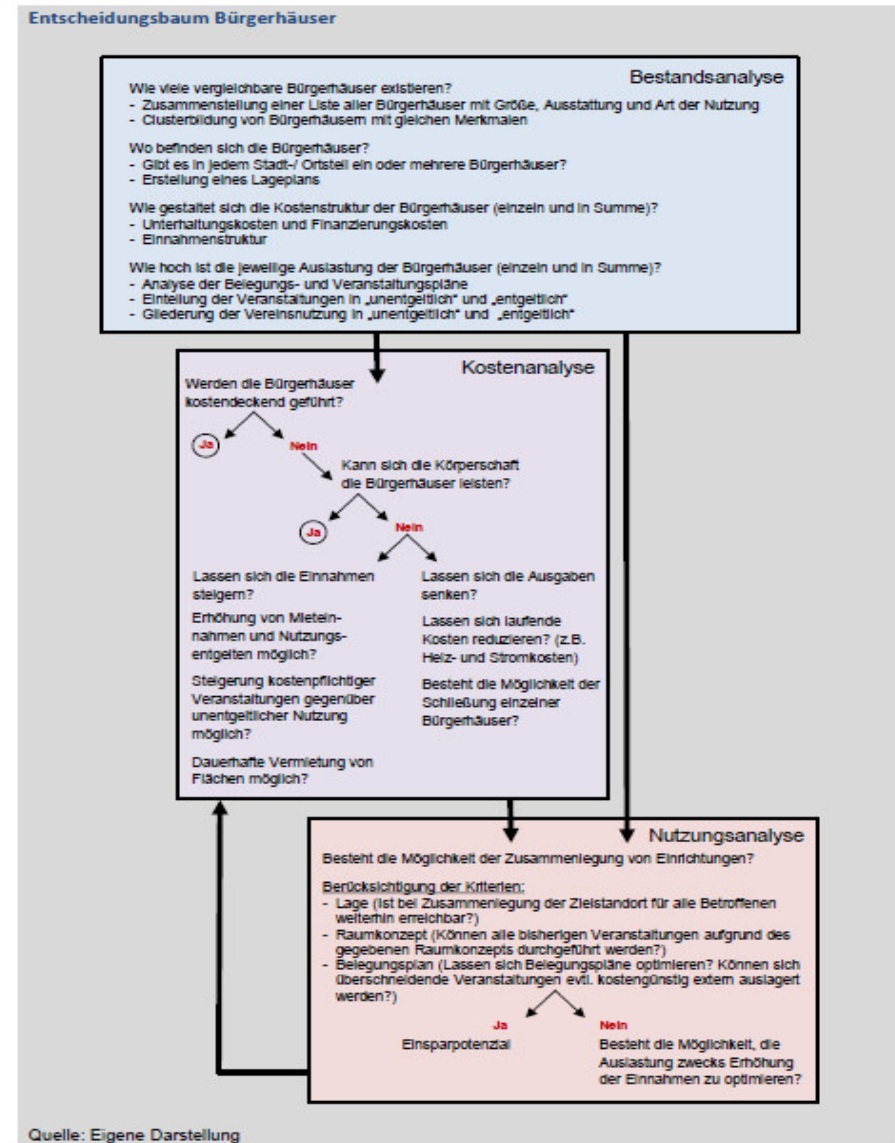 Entscheidungsbaum Bürgerhäuser
Bestandsanalyse
Wie viele vergleichbare Bürgerhäuser existieren?
- Zusammenstellung einer Liste aller Bürgerhäuser mit Größe, Ausstattung und Art der Nutzung
- Clusterbildung von Bürgerhäusern mit gleichen Merkmalen
Wo befinden sich die Bürgerhäuser?
- Gibt es in jedem Stadt-/ Ortsteil ein oder mehrere Bürgerhäuser?
- Erstellung eines Lageplans
Wie gestaltet sich die Kostenstruktur der Bürgerhäuser (einzeln und in Summe)?
- Unterhaltungskosten und Finanzierungskosten
- Einnahmenstruktur
Wie hoch ist die jeweilige Auslastung der Bürgerhäuser (einzeln und in Summe)?
- Analyse der Belegungs- und Veranstaltungspläne
- Einteilung der Veranstaltungen in „unentgeltlich“ und „entgeltlich“
- Gliederung der Vereinsnutzung in „unentgeltlich“ und „entgeltlich“
Kostenanalyse
Werden die Bürgerhäuser
kostendeckend geführt?
Ja
Nein
Kann sich die Körperschaft
die Bürgerhäuser leisten?
Ja
Nein
Lassen sich die Einnahmen
steigern?
Erhöhung von Mietein-
nahmen und Nutzungs-
entgelten möglich?
Steigerung kostenpflichtiger
Veranstaltungen gegenüber
unentgeltlicher Nutzung
möglich?
Dauerhafte Vermietung von
Flächen möglich?
Lassen sich die Ausgaben
senken?
Lassen sich laufende
Kosten reduzieren? (z.B.
Heiz- und Stromkosten)
Besteht die Möglichkeit der
Schließung einzelner
Bürgerhäuser?
Nutzungsanalyse
Besteht die Möglichkeit der Zusammenlegung von Einrichtungen?
Berücksichtigung der Kriterien:
- Lage (Ist bei Zusammenlegung der Zielstandort für alle Betroffenen
weiterhin erreichbar?)
- Raumkonzept (Können alle bisherigen Veranstaltungen aufgrund des
gegebenen Raumkonzepts durchgeführt werden?)
- Belegungsplan (Lassen sich Belegungspläne optimieren? Können sich
überschneidende Veranstaltungen evtl. kostengünstig extern auslagert
werden?)
Ja
Einsparpotenzial
Nein
Besteht die Möglichkeit, die
Auslastung zwecks Erhöhung
der Einnahmen zu optimieren?
Quelle: Eigene Darstellung